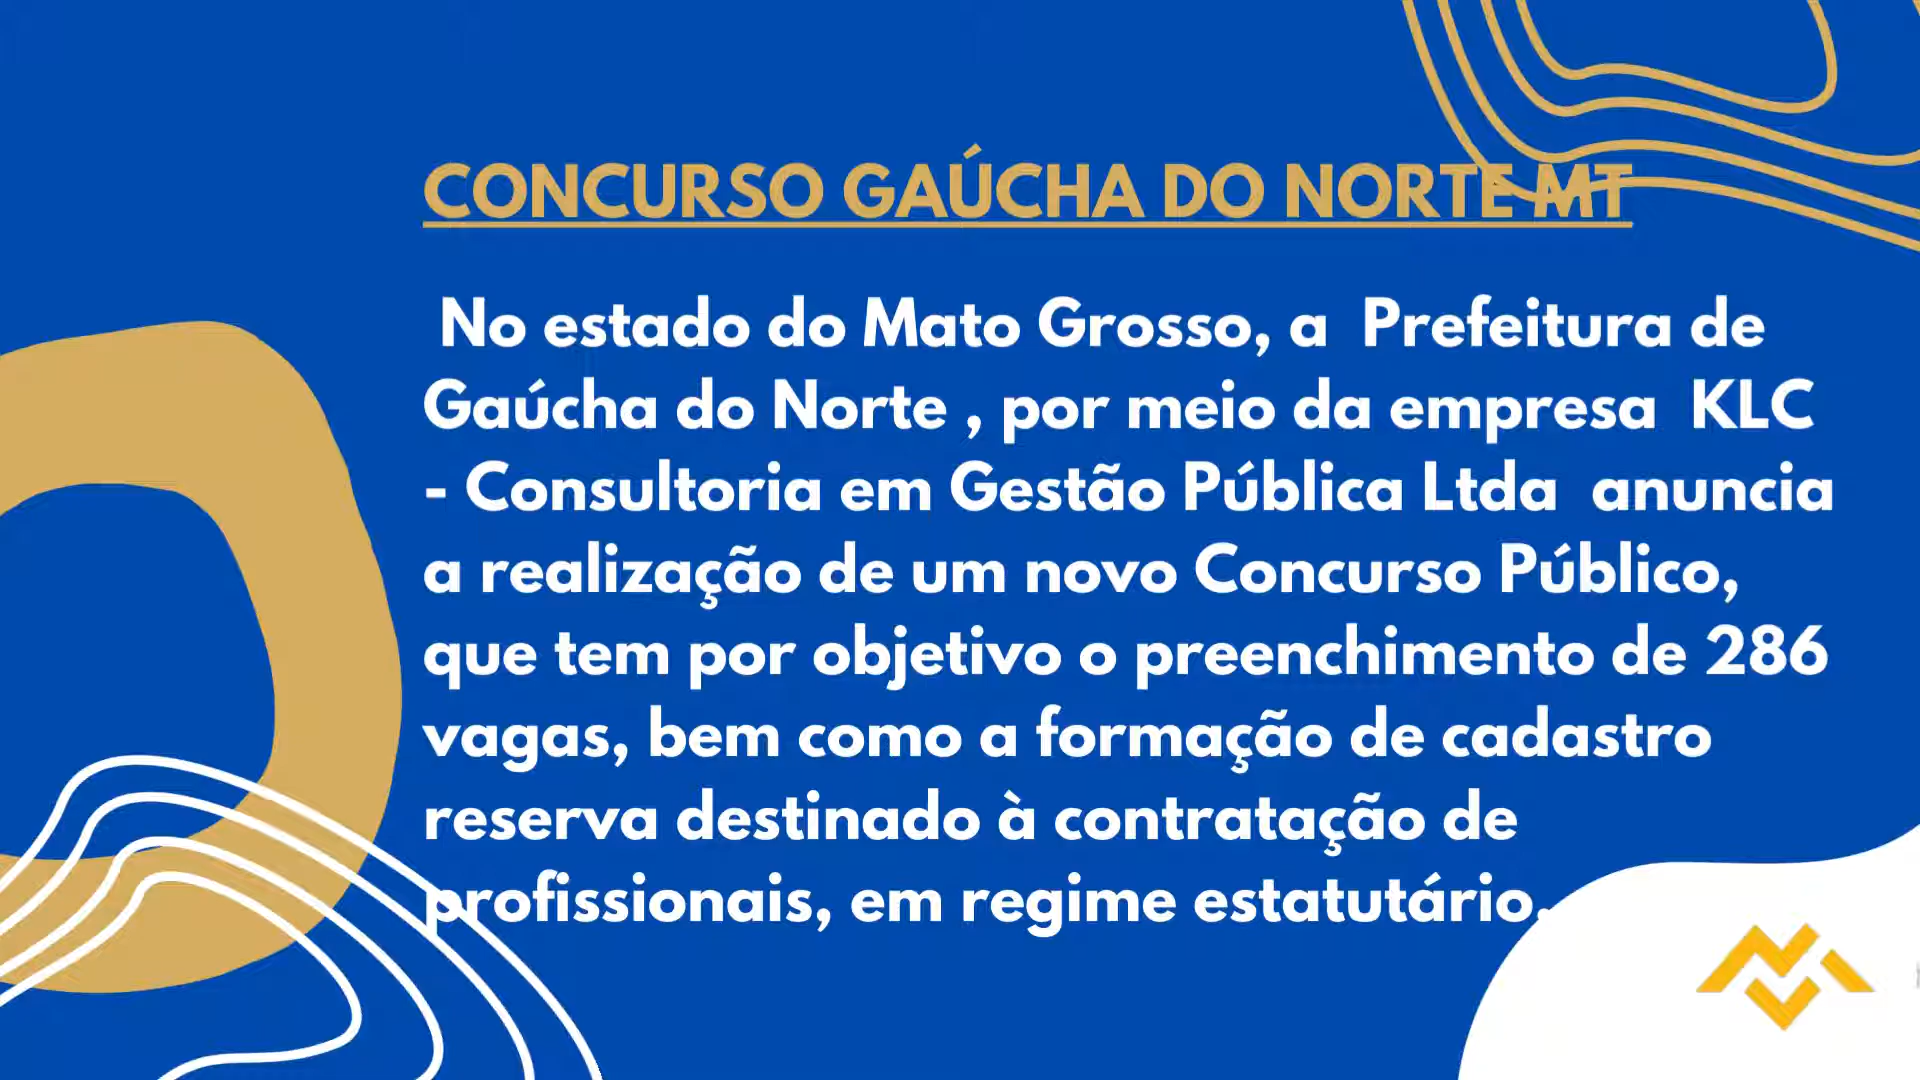 CONCURSO GAÚCHA DO NORTE MT
No estado do Mato Grosso, a  Prefeitura de
Gaúcha do Norte , por meio da empresa  KLC
- Consultoria em Gestão Pública Ltda  anuncia
a realização de um novo Concurso Público,
que tem por objetivo o preenchimento de 286
vagas, bem como a formação de cadastro
reserva destinado à contratação de
profissionais, em regime estatutário.